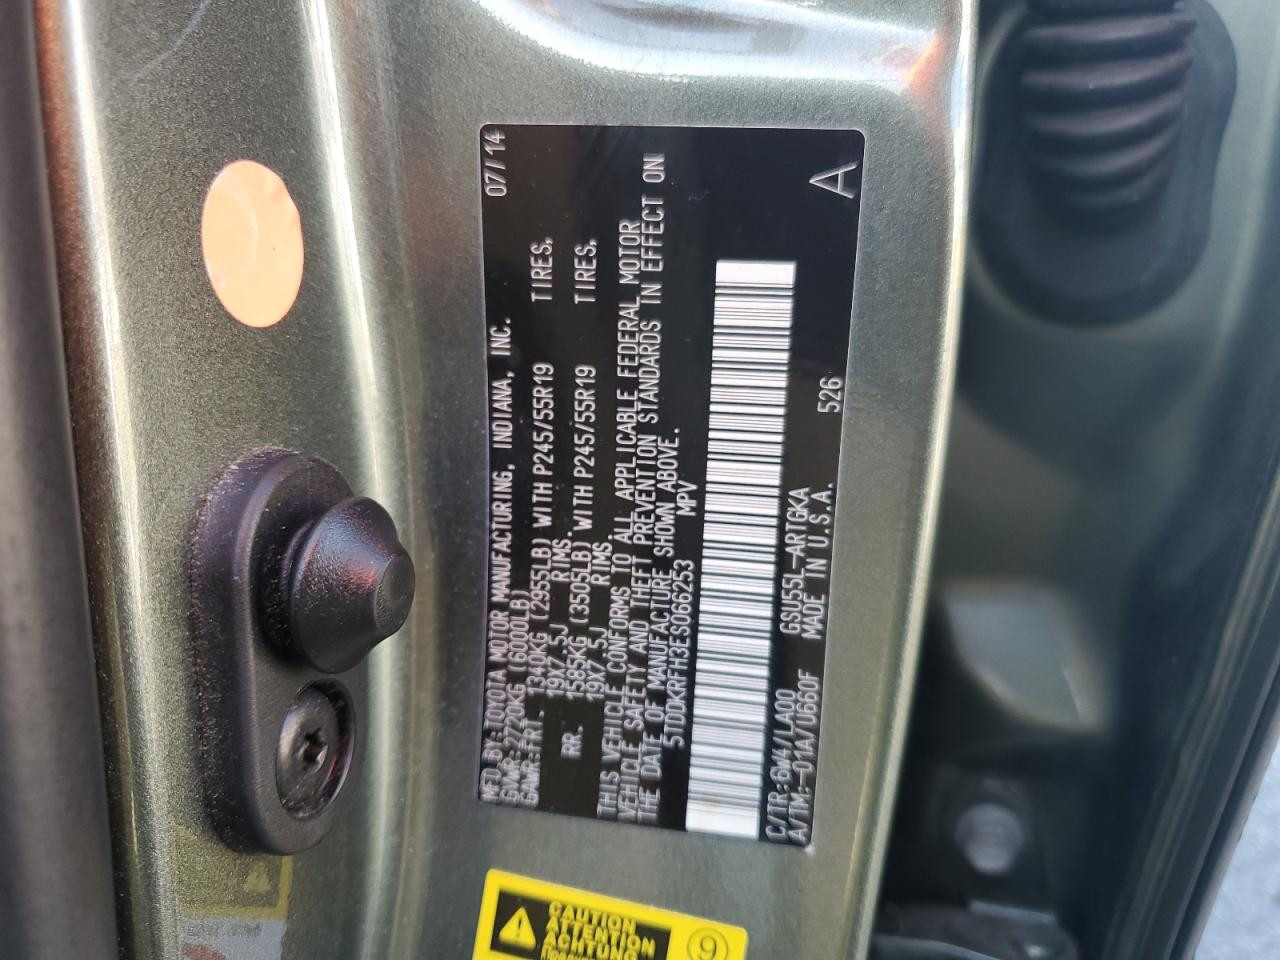 MFD. BY: TOYOTA MOTOR MANUFACTURING, INDIANA, INC. 07/14
GVWR: 2720KG (6000LB)
GAWR: FRT. 1340KG (2955LB) WITH P245/55R19 TIRES.
19X7.5J RIMS.
RR. 1585KG (3505LB) WITH P245/55R19 TIRES.
19X7.5J RIMS.
THIS VEHICLE CONFORMS TO ALL APPLICABLE FEDERAL MOTOR
VEHICLE SAFETY AND THEFT PREVENTION STANDARDS IN EFFECT ON
THE DATE OF MANUFACTURE SHOWN ABOVE.
5TDDKRFH3ES066253 MPV
C/TR: 6W4/LA00 GSU55L-ARTGKA
A/TM: -01A/U660F MADE IN U.S.A. 526
A
CAUTION
ATTENTION
ACHTUNG
9